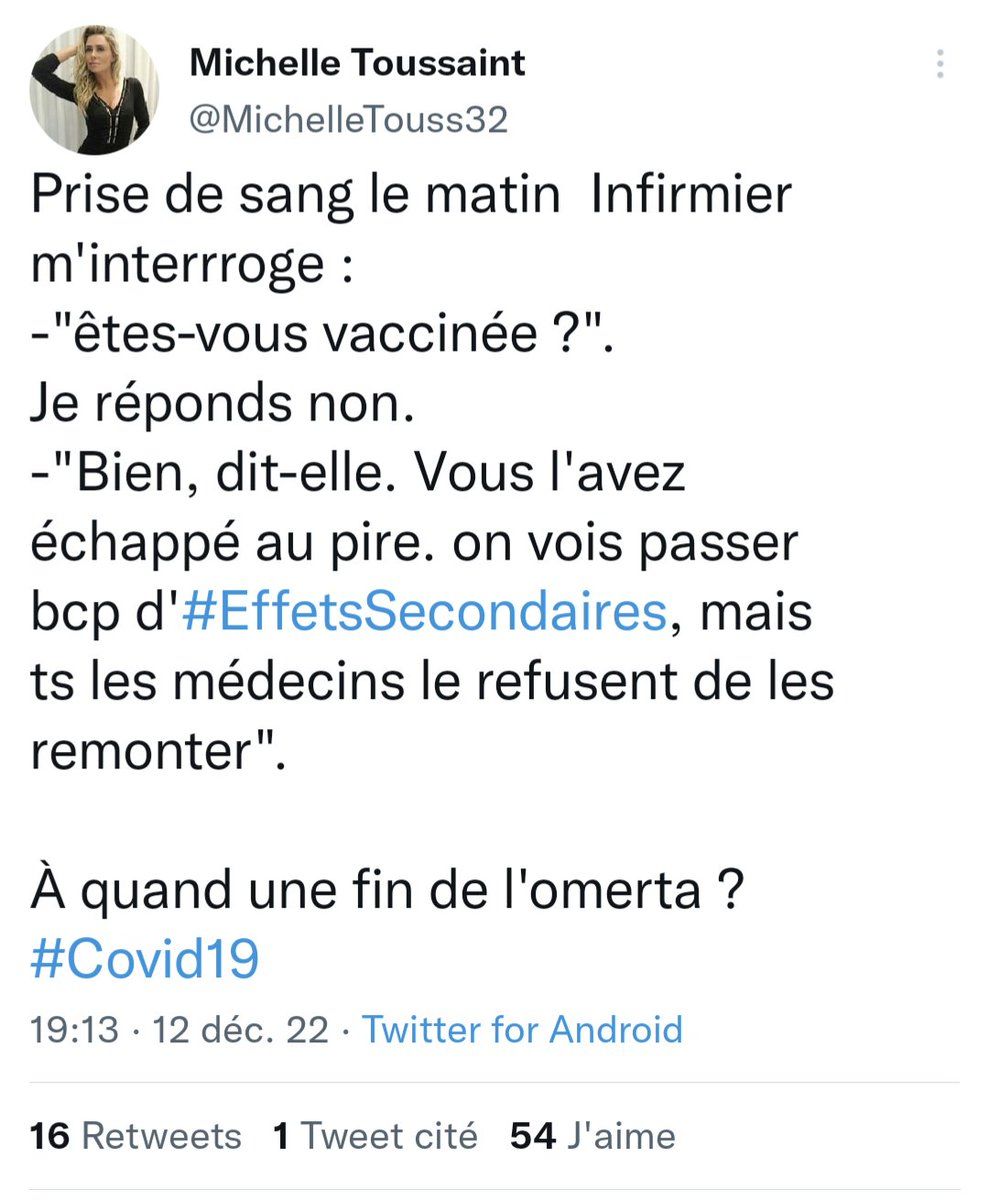 Michelle Toussaint
@MichelleTouss32
Prise de sang le matin  Infirmier
m'interrroge :
-"êtes-vous vaccinée ?".
Je réponds non.
-"Bien, dit-elle. Vous l'avez
échappé au pire. on vois passer
bcp d'#EffetsSecondaires, mais
ts les médecins le refusent de les
remonter".
À quand une fin de l'omerta ?
#Covid19
19:13 · 12 déc. 22 · Twitter for Android
16 Retweets 1 Tweet cité 54 J'aime